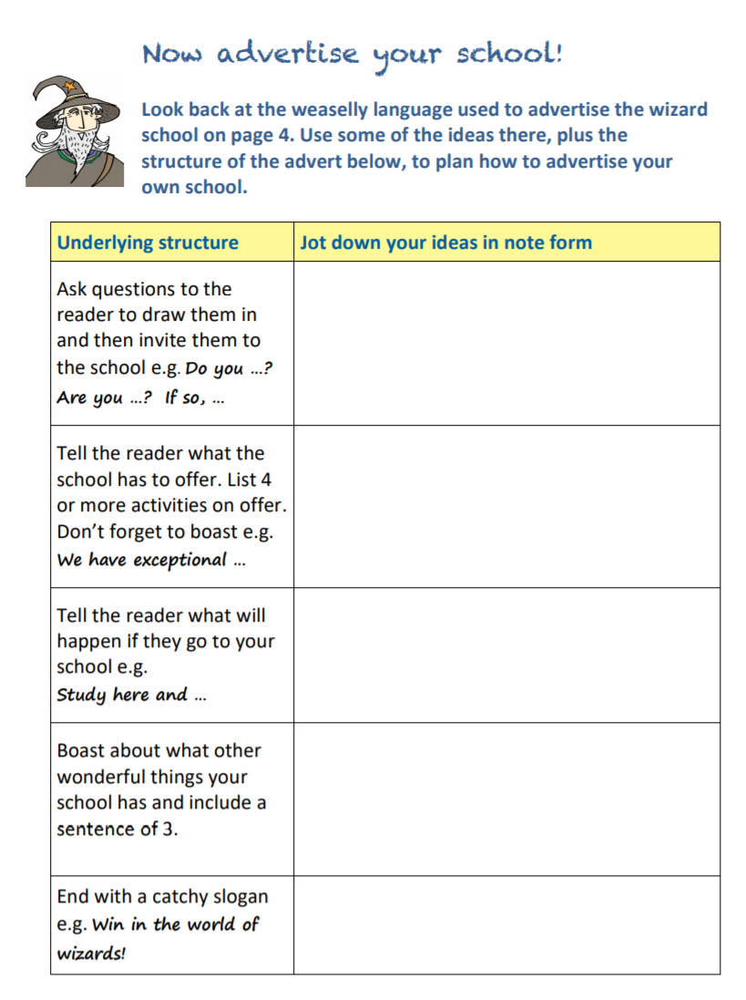 Now advertise your school!
Look back at the weaselly language used to advertise the wizard
school on page 4. Use some of the ideas there, plus the
structure of the advert below, to plan how to advertise your
own school.
Underlying structure
Jot down your ideas in note form
Ask questions to the
reader to draw them in
and then invite them to
the school e.g. Do you ...?
Are you ...? If so, ...
Tell the reader what the
school has to offer. List 4
or more activities on offer.
Don’t forget to boast e.g.
We have exceptional ...
Tell the reader what will
happen if they go to your
school e.g.
Study here and ...
Boast about what other
wonderful things your
school has and include a
sentence of 3.
End with a catchy slogan
e.g. Win in the world of
wizards!